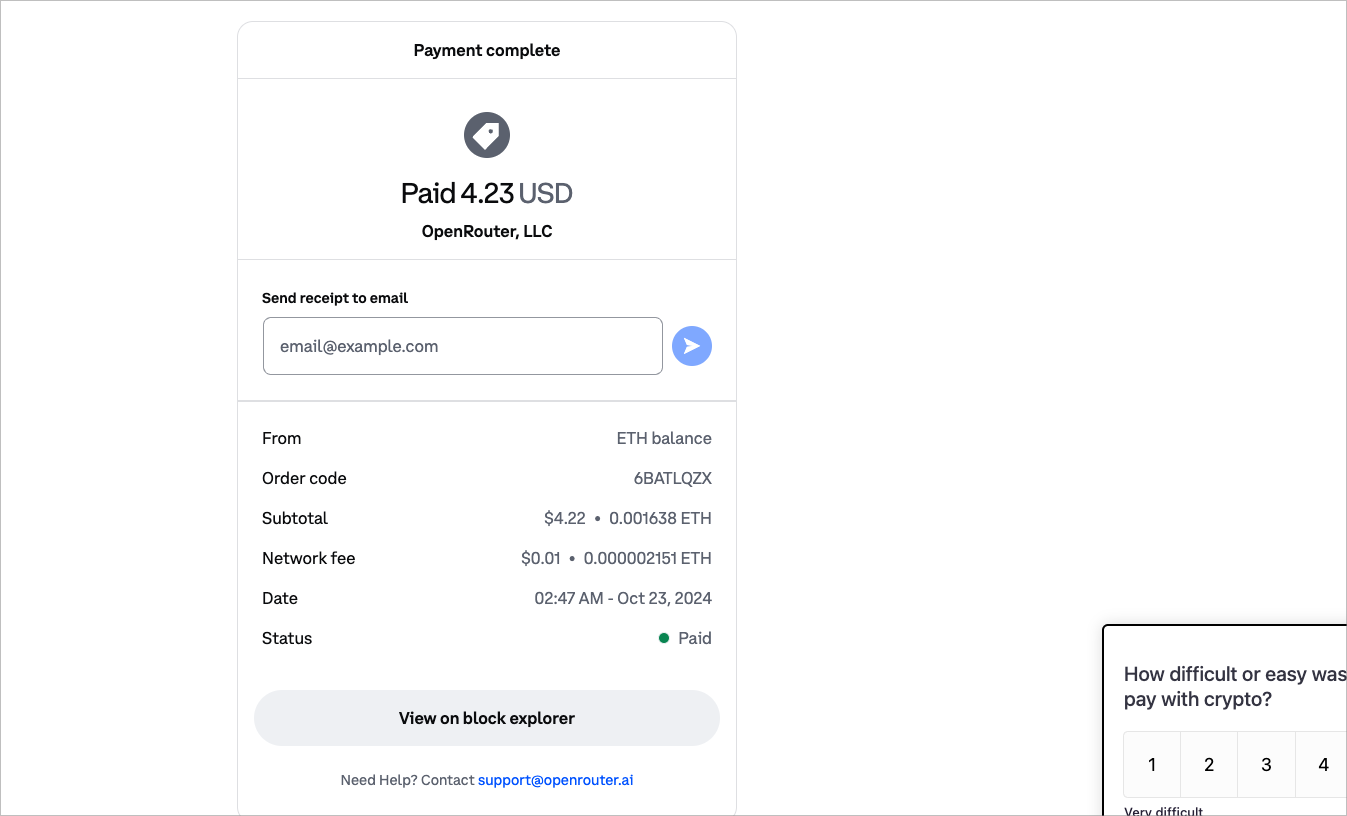 Payment complete
Paid 4.23 USD
OpenRouter, LLC
Send receipt to email
email@example.com
From ETH balance
Order code 6BATLQZX
Subtotal $4.22 • 0.001638 ETH
Network fee $0.01 • 0.000002151 ETH
Date 02:47 AM - Oct 23, 2024
Status Paid
View on block explorer
Need Help? Contact support@openrouter.ai
How difficult or easy was
pay with crypto?
1 2 3 4
Very difficult